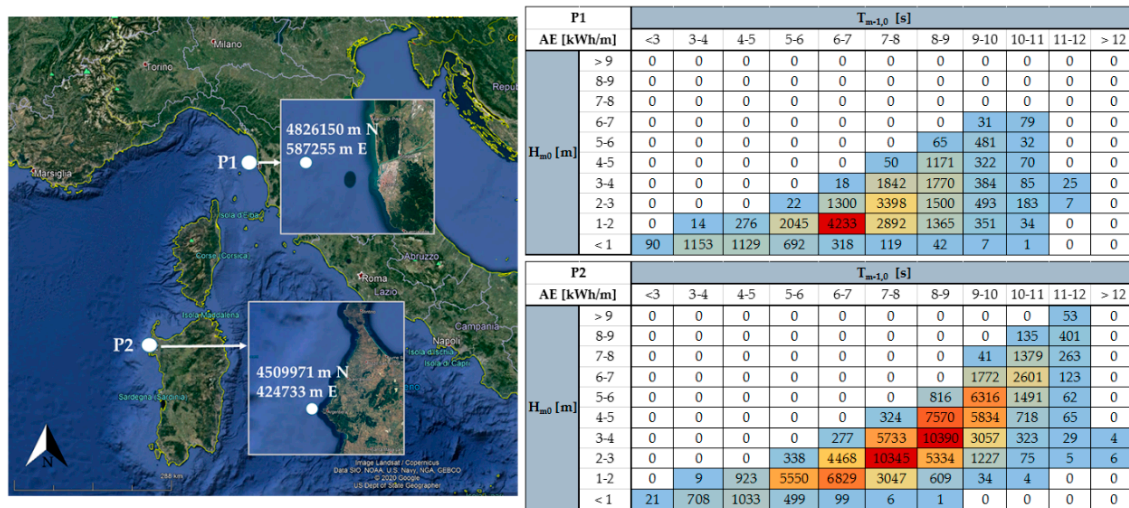 Milano
Torino
Marsiglia
P1
4826150 m N
587255 m E
Corse Corsica
Roma
Lazio
Abruzzo
Campania
Napoli
Isola d'Ischia
Isola di Capri
Isola Maddalena
P2
4509971 m N
424733 m E
Sardegna (Sardinia)
N
Image Landsat / Copernicus
Data SIO, NOAA, U.S. Navy, NGA, GEBCO
© 2020 Google
US Dept of State Geographer
P1 Tm-1,0 [s]
AE [kWh/m] <3 3-4 4-5 5-6 6-7 7-8 8-9 9-10 10-11 11-12 > 12
Hm0 [m]
> 9 0 0 0 0 0 0 0 0 0 0 0
8-9 0 0 0 0 0 0 0 0 0 0 0
7-8 0 0 0 0 0 0 0 0 0 0 0
6-7 0 0 0 0 0 0 0 31 79 0 0
5-6 0 0 0 0 0 0 65 481 32 0 0
4-5 0 0 0 0 0 50 1171 322 70 0 0
3-4 0 0 0 0 18 1842 1770 384 85 25 0
2-3 0 0 0 22 1300 3398 1500 493 183 7 0
1-2 0 14 276 2045 4233 2892 1365 351 34 0 0
< 1 90 1153 1129 692 318 119 42 7 1 0 0
P2 Tm-1,0 [s]
AE [kWh/m] <3 3-4 4-5 5-6 6-7 7-8 8-9 9-10 10-11 11-12 > 12
Hm0 [m]
> 9 0 0 0 0 0 0 0 0 0 53 0
8-9 0 0 0 0 0 0 0 0 135 401 0
7-8 0 0 0 0 0 0 0 41 1379 263 0
6-7 0 0 0 0 0 0 0 1772 2601 123 0
5-6 0 0 0 0 0 0 816 6316 1491 62 0
4-5 0 0 0 0 0 324 7570 5834 718 65 0
3-4 0 0 0 0 277 5733 10390 3057 323 29 4
2-3 0 0 0 338 4468 10345 5334 1227 75 5 6
1-2 0 9 923 5550 6829 3047 609 34 4 0 0
< 1 21 708 1033 499 99 6 1 0 0 0 0